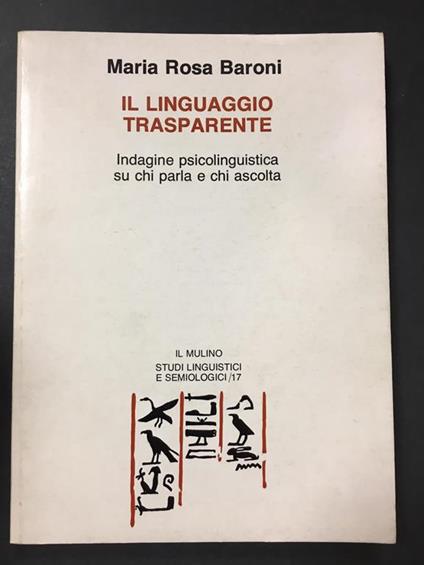 Maria Rosa Baroni
IL LINGUAGGIO
TRASPARENTE
Indagine psicolinguistica
su chi parla e chi ascolta
IL MULINO
STUDI LINGUISTICI
E SEMIOLOGICI/17